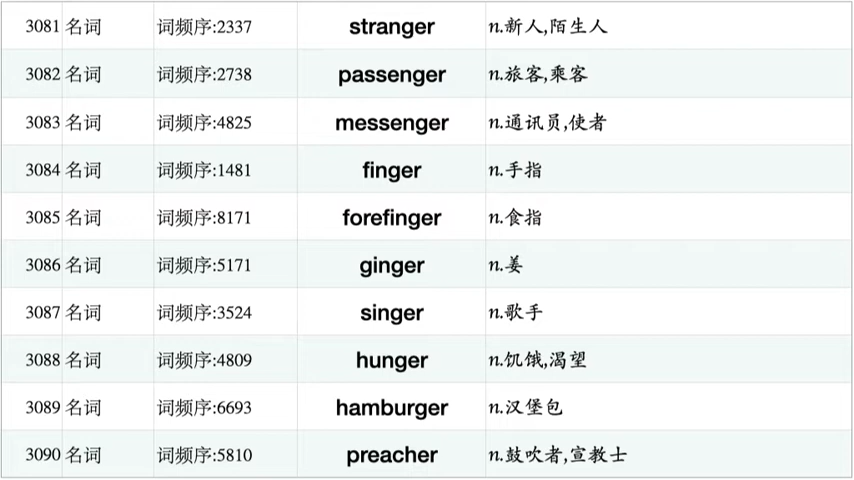 3081 名词 词频序:2337 stranger n.新人,陌生人
3082 名词 词频序:2738 passenger n.旅客,乘客
3083 名词 词频序:4825 messenger n.通讯员,使者
3084 名词 词频序:1481 finger n.手指
3085 名词 词频序:8171 forefinger n.食指
3086 名词 词频序:5171 ginger n.姜
3087 名词 词频序:3524 singer n.歌手
3088 名词 词频序:4809 hunger n.饥饿,渴望
3089 名词 词频序:6693 hamburger n.汉堡包
3090 名词 词频序:5810 preacher n.鼓吹者,宣教士